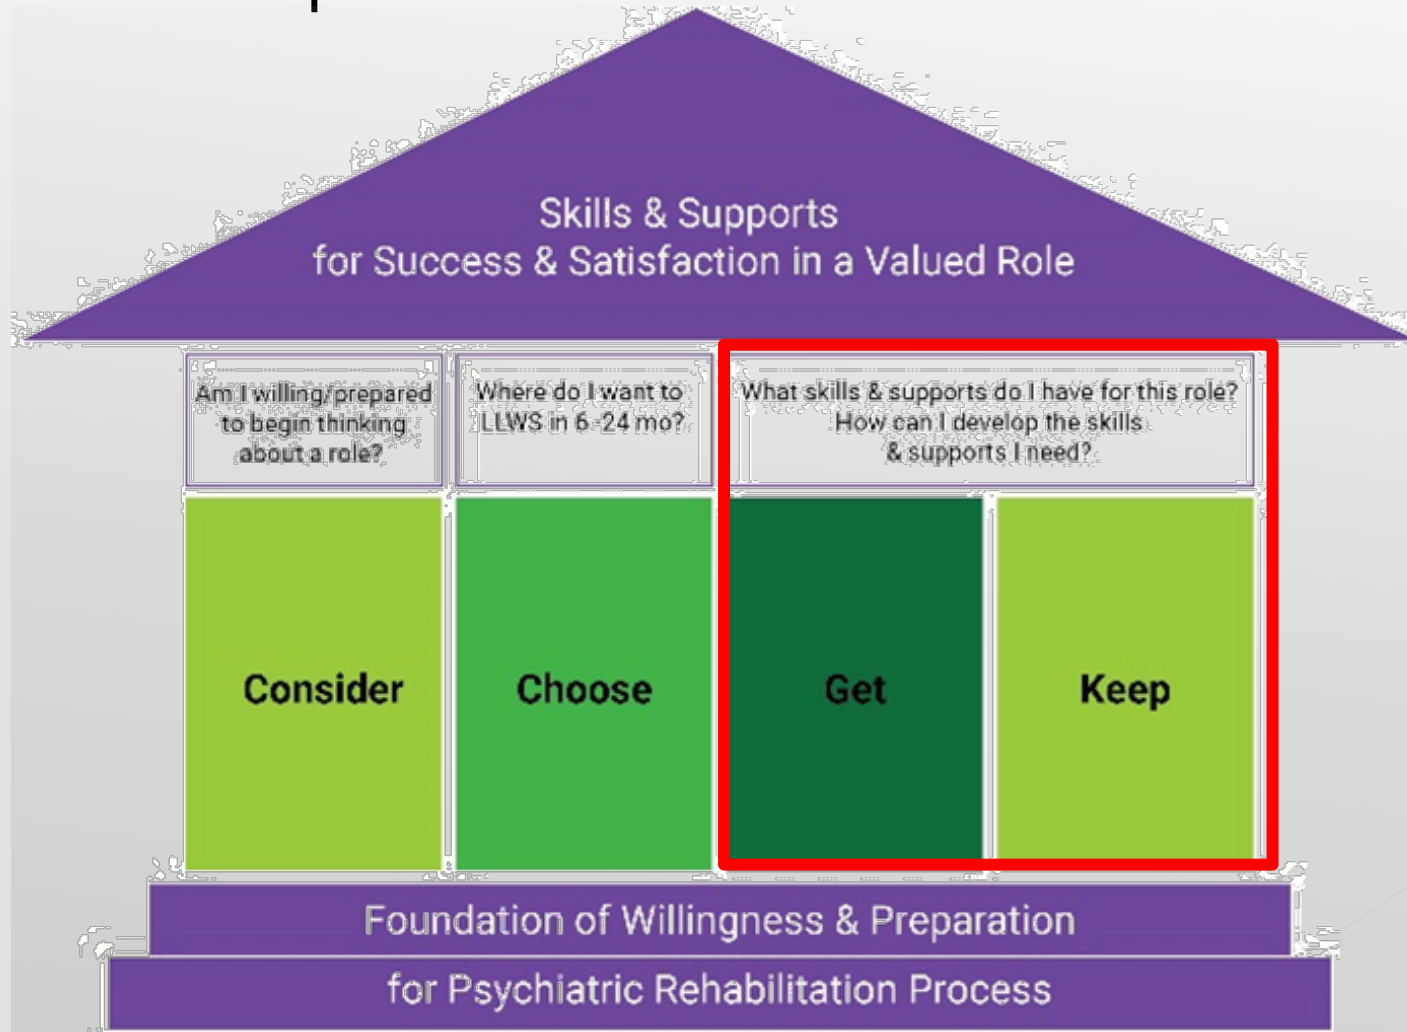 Skills & Supports
for Success & Satisfaction in a Valued Role
Am I willing/prepared
to begin thinking
about a role?
Where do I want to
LLWS in 6 -24 mo?
What skills & supports do I have for this role?
How can I develop the skills
& supports I need?
Consider
Choose
Get
Keep
Foundation of Willingness & Preparation
for Psychiatric Rehabilitation Process